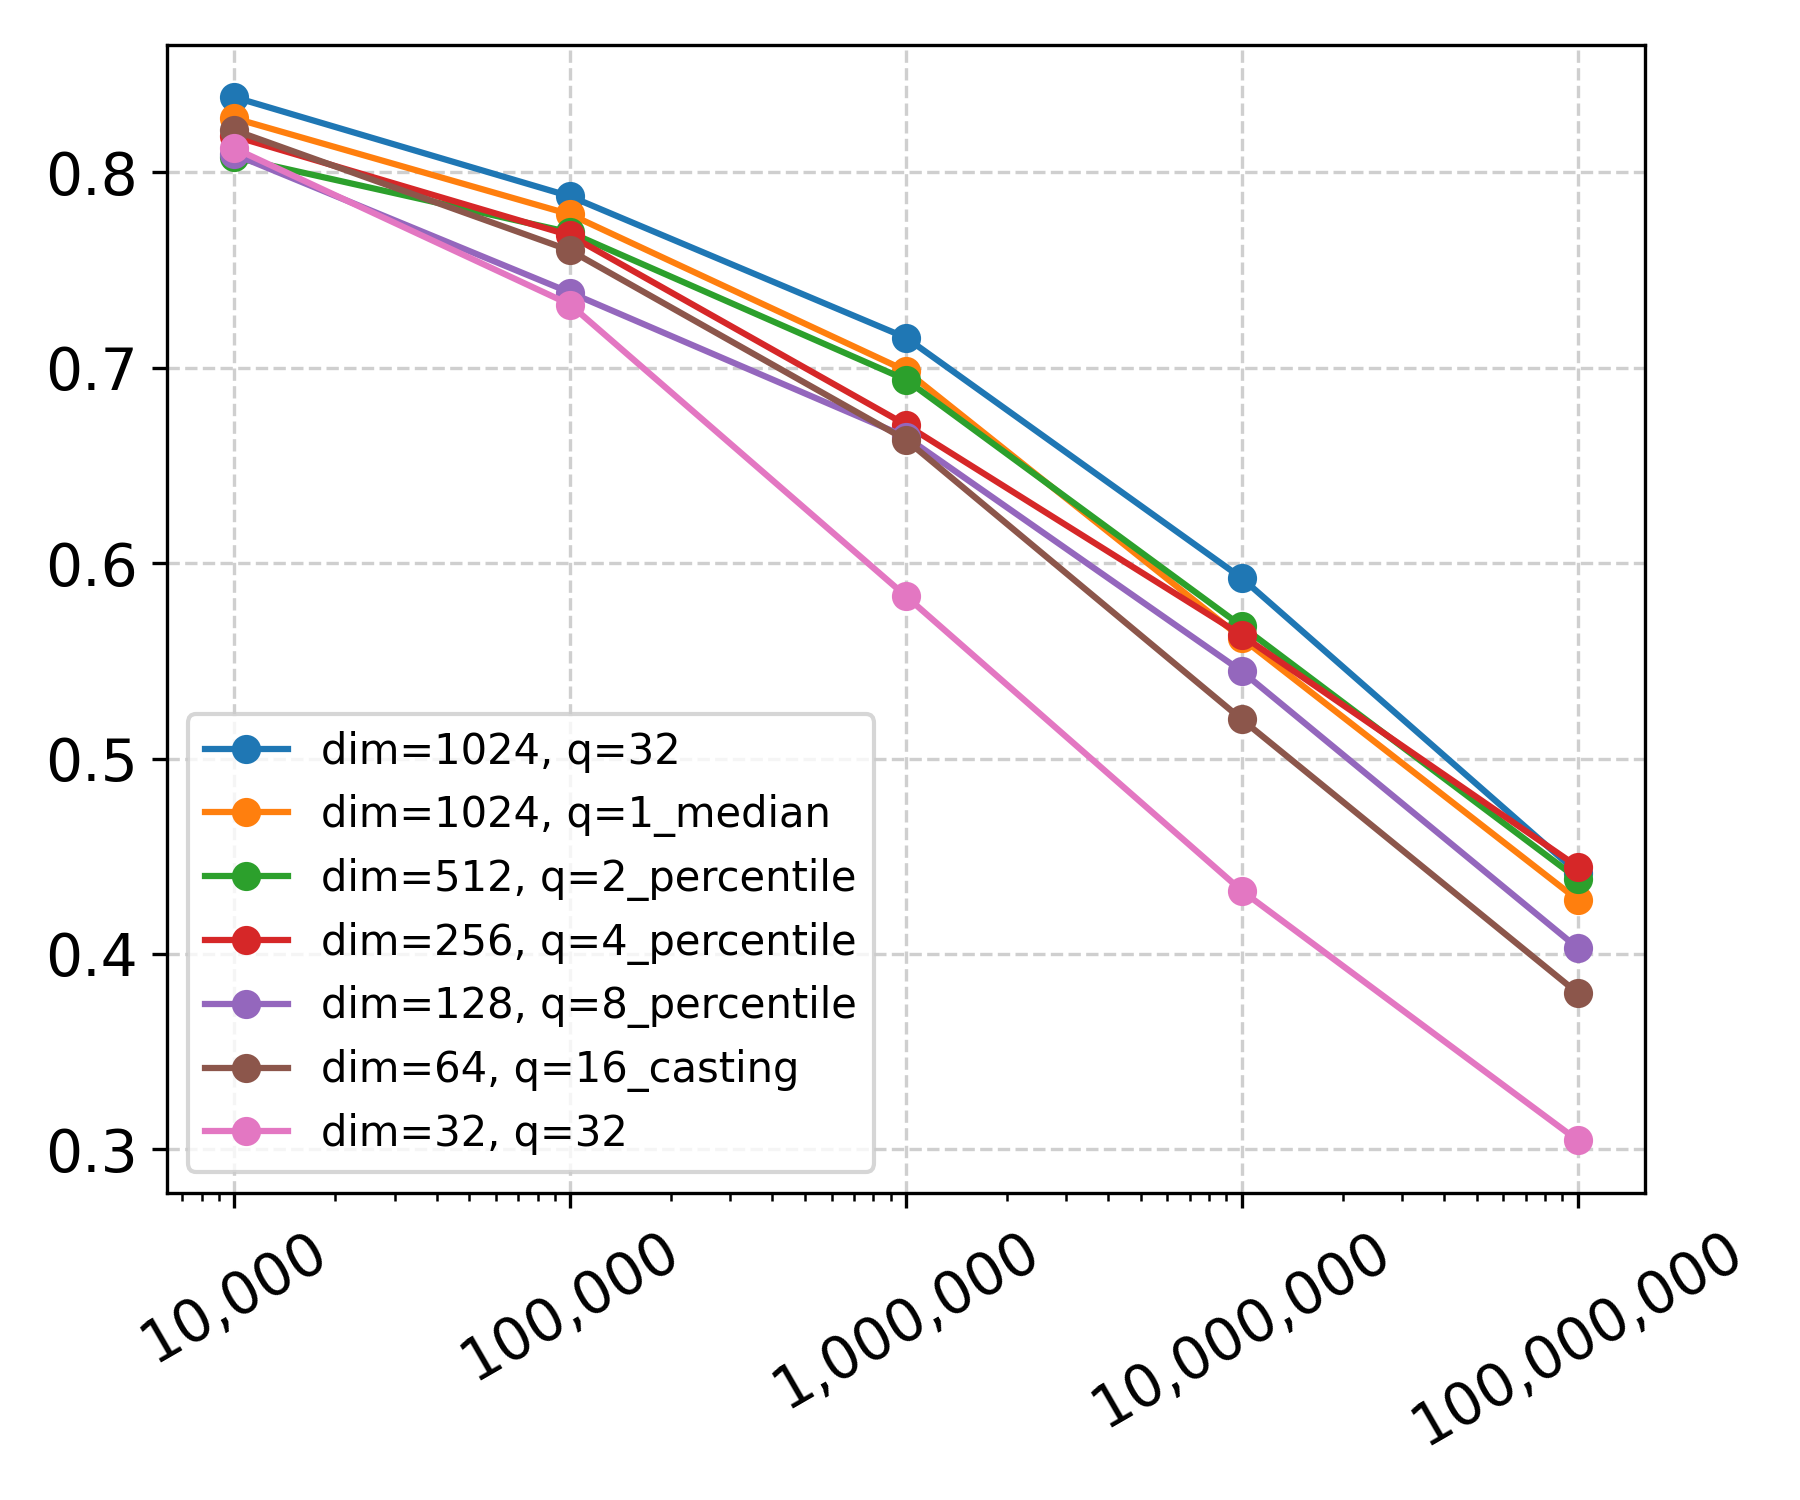 0.8
0.7
0.6
0.5
0.4
0.3
dim=1024, q=32
dim=1024, q=1_median
dim=512, q=2_percentile
dim=256, q=4_percentile
dim=128, q=8_percentile
dim=64, q=16_casting
dim=32, q=32
10,000
100,000
1,000,000
10,000,000
100,000,000